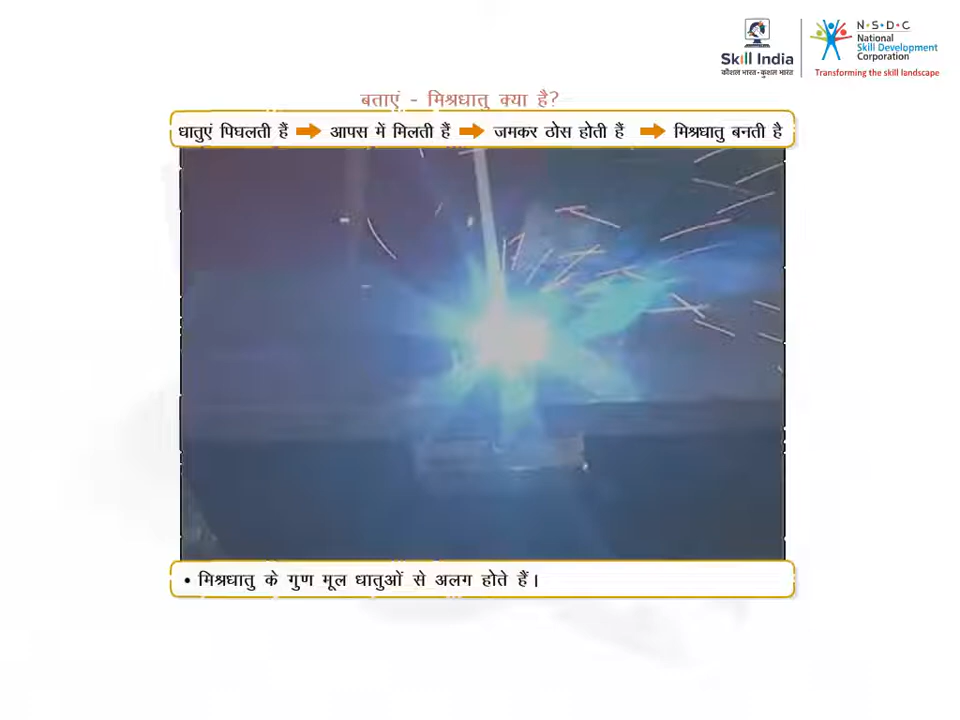 Skill India
कौशल भारत - कुशल भारत
N·S·D·C
National
Skill Development
Corporation
Transforming the skill landscape
बताएं - मिश्रधातु क्या है?
धातुएं पिघलती हैं → आपस में मिलती हैं → जमकर ठोस होती हैं → मिश्रधातु बनती है
• मिश्रधातु के गुण मूल धातुओं से अलग होते हैं।